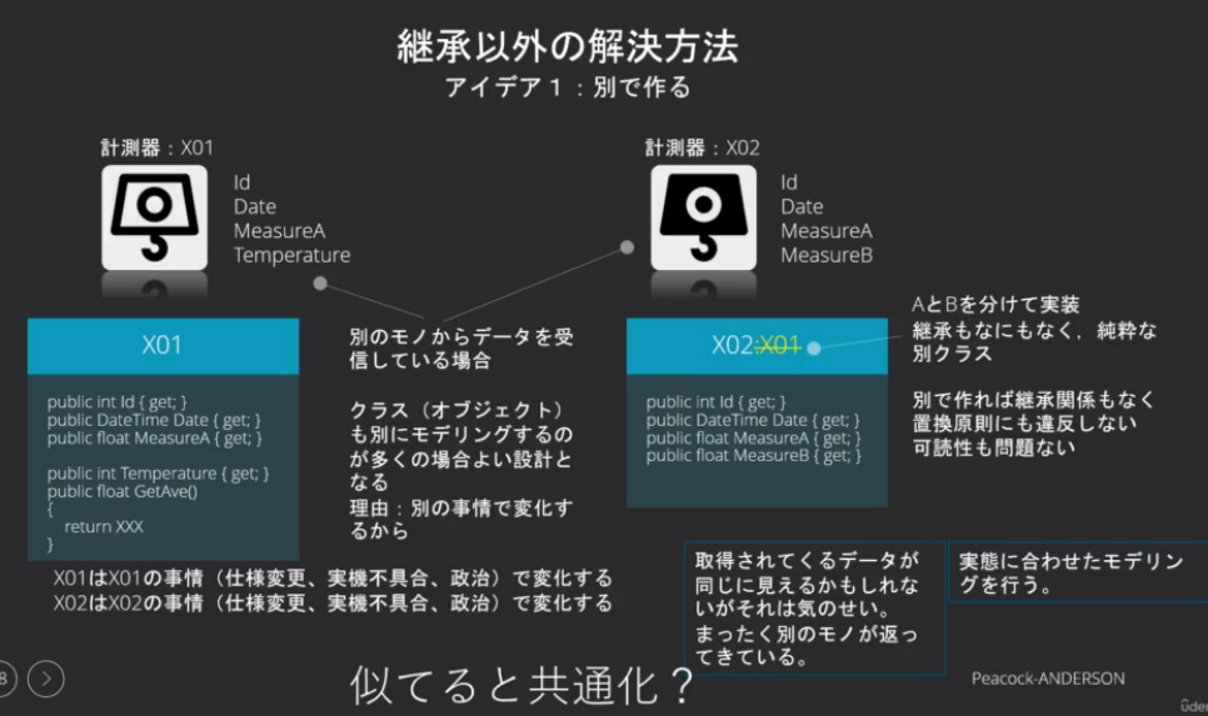 継承以外の解決方法
アイデア１：別で作る
計測器：X01
Id
Date
MeasureA
Temperature
計測器：X02
Id
Date
MeasureA
MeasureB
X01
public int Id { get; }
public DateTime Date { get; }
public float MeasureA { get; }
public int Temperature { get; }
public float GetAve()
{
return XXX
}
別のモノからデータを受
信している場合
クラス（オブジェクト）
も別にモデリングするの
が多くの場合よい設計と
なる
理由：別の事情で変化す
るから
X02:X01
public int Id { get; }
public DateTime Date { get; }
public float MeasureA { get; }
public float MeasureB { get; }
AとBを分けて実装
継承もなにもなく，純粋な
別クラス
別で作れば継承関係もなく
置換原則にも違反しない
可読性も問題ない
X01はX01の事情（仕様変更、実機不具合、政治）で変化する
X02はX02の事情（仕様変更、実機不具合、政治）で変化する
取得されてくるデータが
同じに見えるかもしれな
いがそれは気のせい。
まったく別のモノが返っ
てきている。
実態に合わせたモデリン
グを行う。
8
似てると共通化？
Peacock-ANDERSON